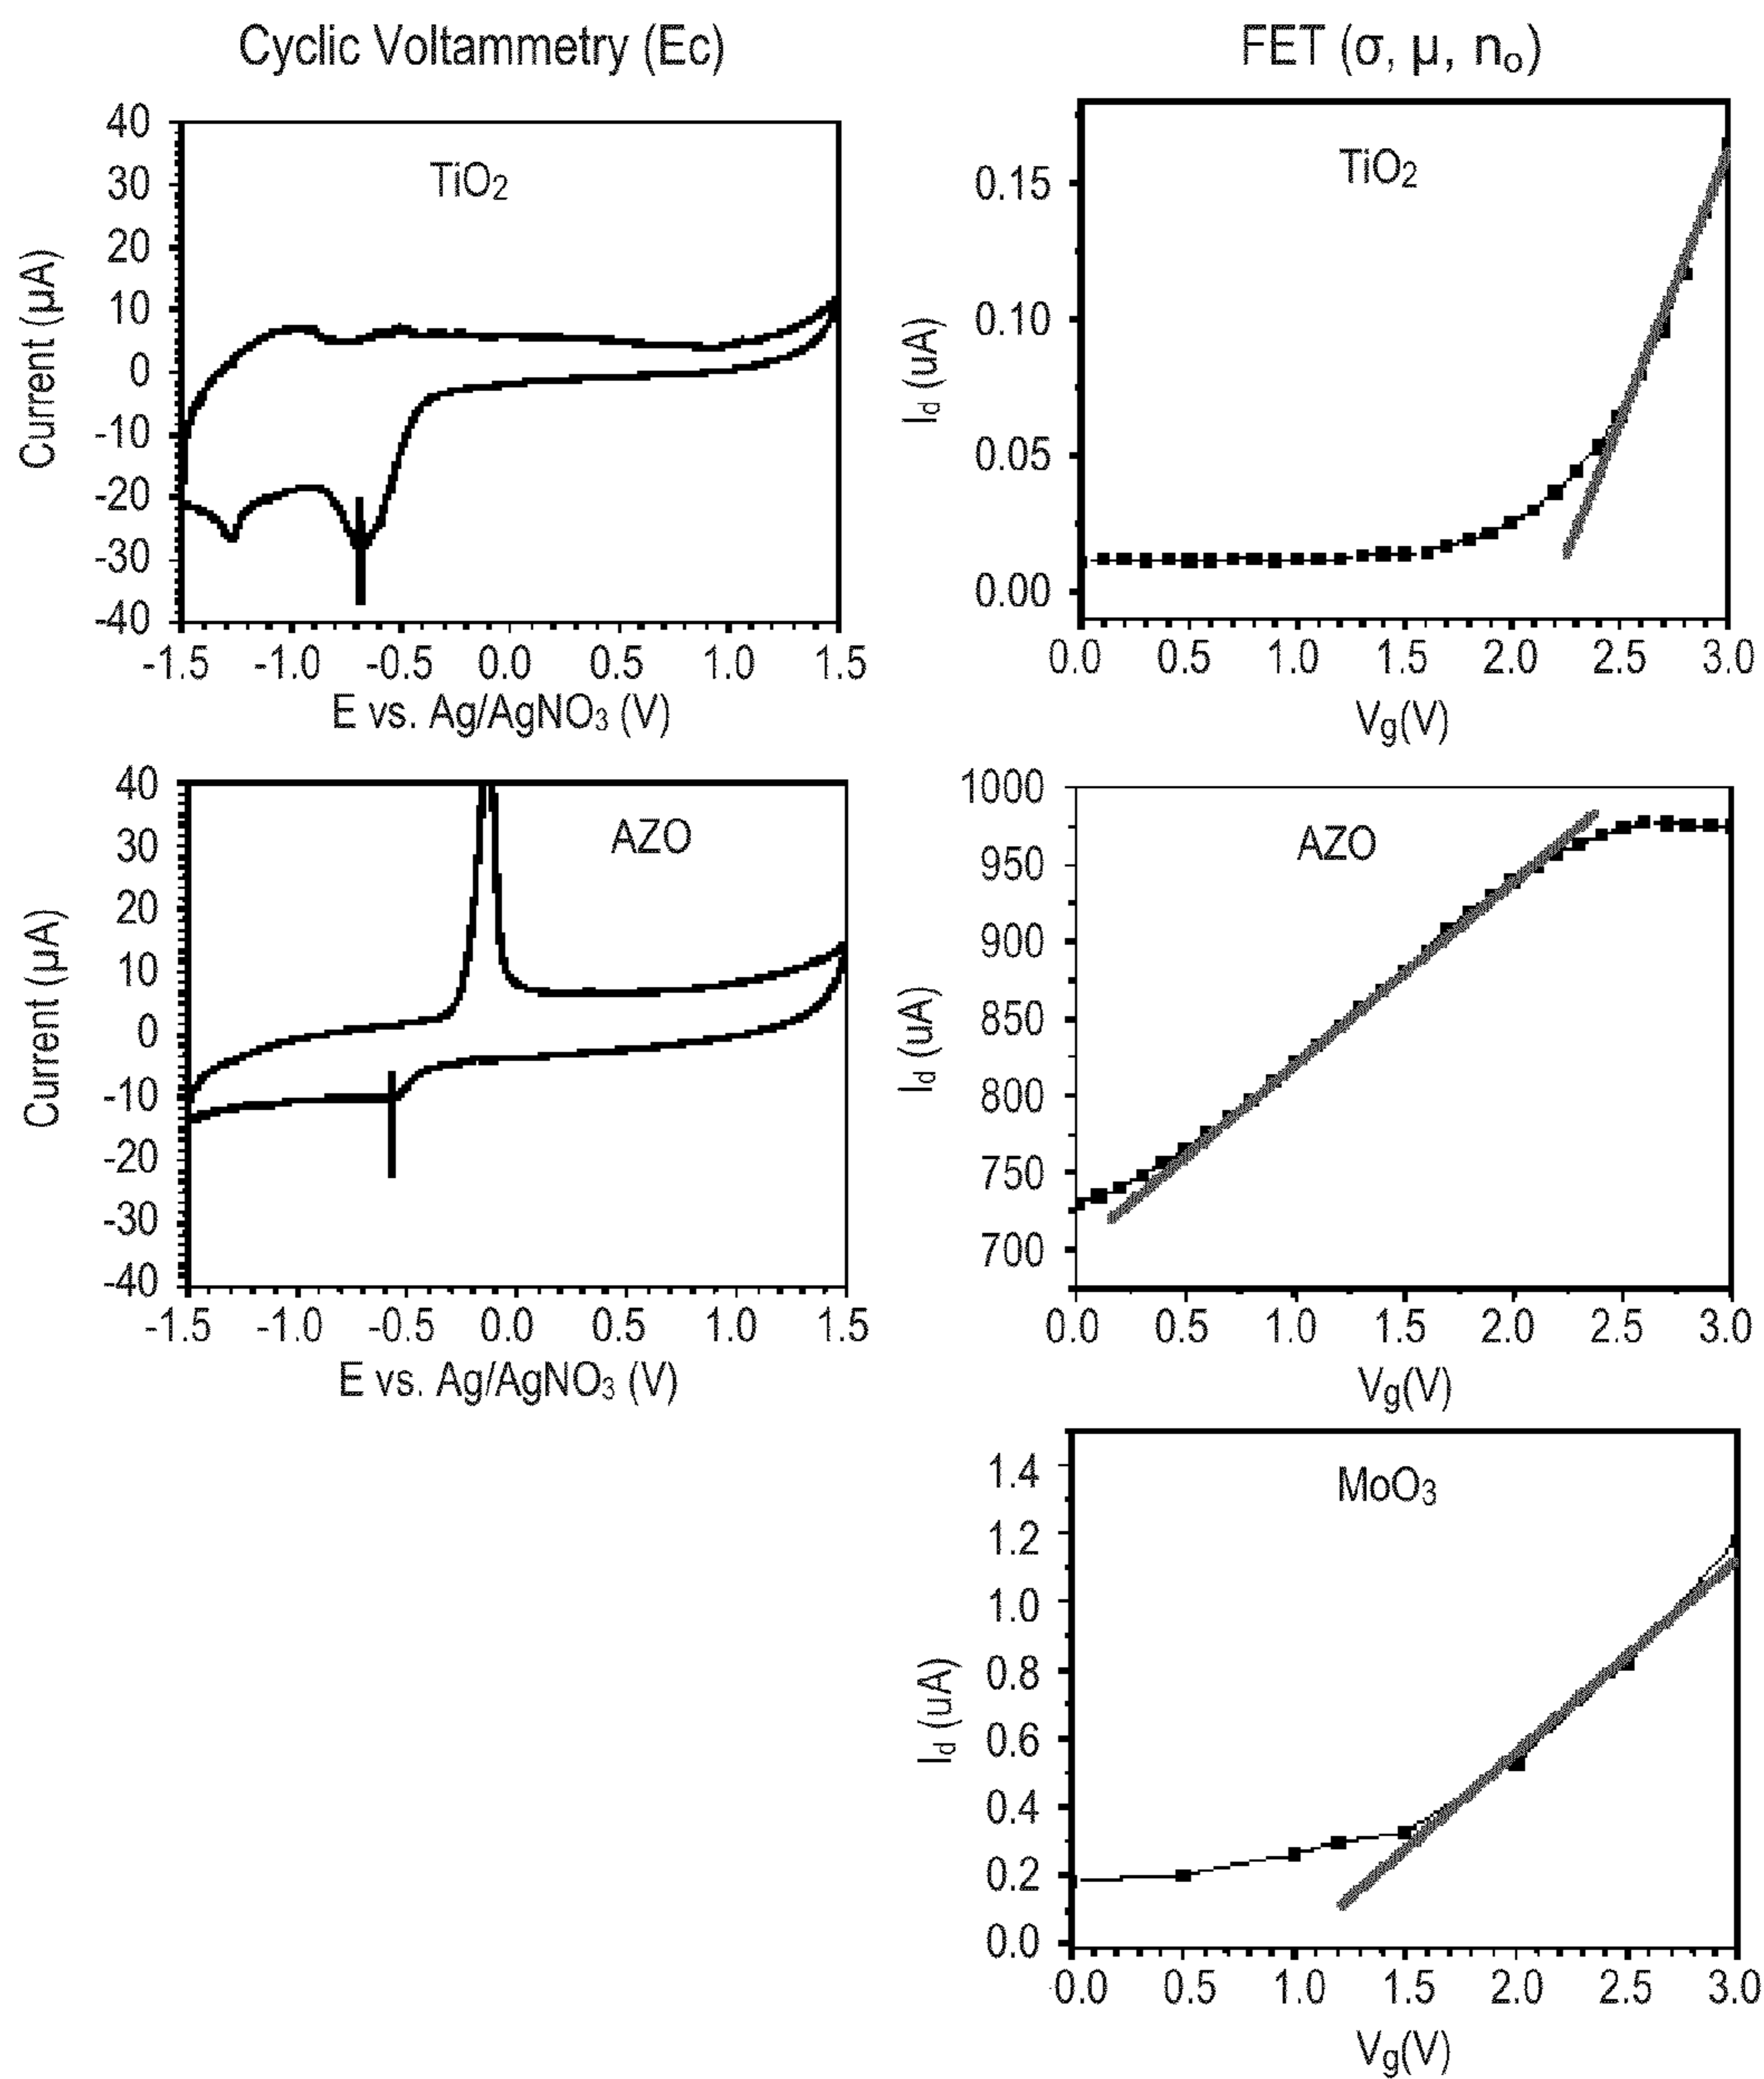 Cyclic Voltammetry (Ec)
FET (σ, μ, nₒ)
40
30
20
10
0
-10
-20
-30
-40
Current (μA)
TiO₂
-1.5 -1.0 -0.5 0.0 0.5 1.0 1.5
E vs. Ag/AgNO₃ (V)
0.15
0.10
0.05
0.00
I_d (uA)
TiO₂
0.0 0.5 1.0 1.5 2.0 2.5 3.0
V_g(V)
40
30
20
10
0
-10
-20
-30
-40
Current (μA)
AZO
-1.5 -1.0 -0.5 0.0 0.5 1.0 1.5
E vs. Ag/AgNO₃ (V)
1000
950
900
850
800
750
700
I_d (uA)
AZO
0.0 0.5 1.0 1.5 2.0 2.5 3.0
V_g(V)
1.4
1.2
1.0
0.8
0.6
0.4
0.2
0.0
I_d (uA)
MoO₃
0.0 0.5 1.0 1.5 2.0 2.5 3.0
V_g(V)